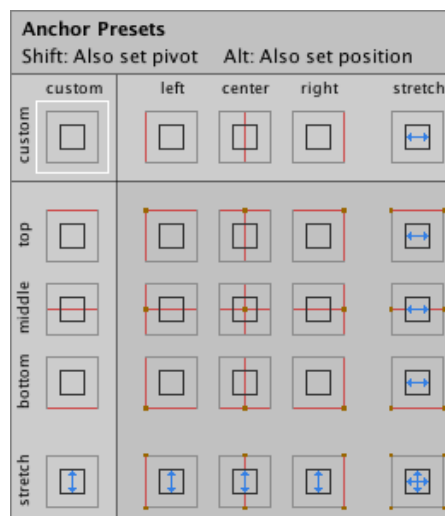 Anchor Presets
Shift: Also set pivot Alt: Also set position
custom left center right stretch
custom
top
middle
bottom
stretch